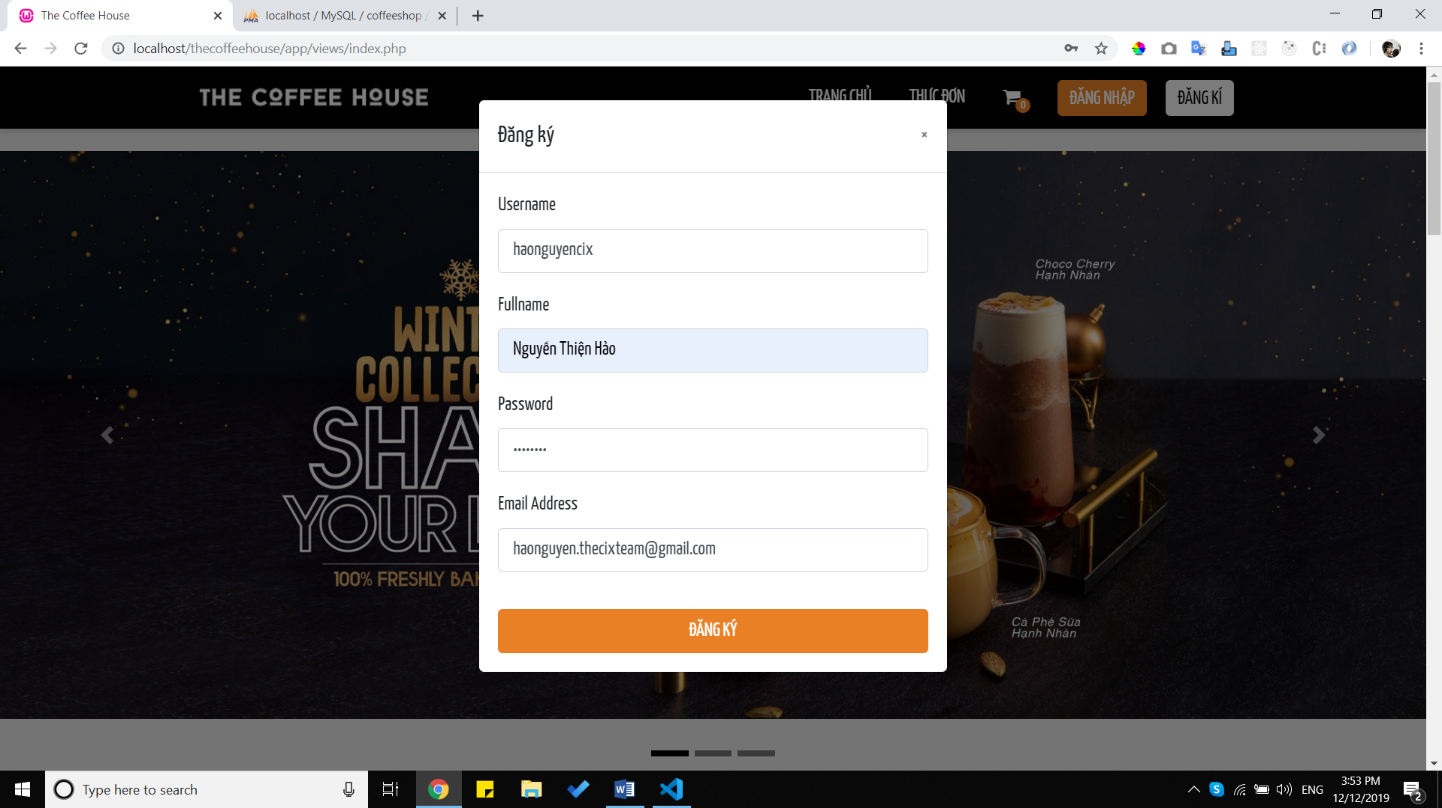 The Coffee House
localhost / MySQL / coffeeshop /
localhost/thecoffeehouse/app/views/index.php
THE COFFEE HOUSE
TRANG CHỦ
THỰC ĐƠN
0
ĐĂNG NHẬP
ĐĂNG KÍ
Đăng ký
×
Username
haonguyencix
Fullname
Nguyễn Thiện Hảo
Password
••••••••
Email Address
haonguyen.thecixteam@gmail.com
ĐĂNG KÝ
WINT
COLLEC
SHA
YOUR
100% FRESHLY BA
Choco Cherry
Hạnh Nhân
Cà Phê Sữa
Hạnh Nhân
Type here to search
ENG
3:53 PM
12/12/2019
2